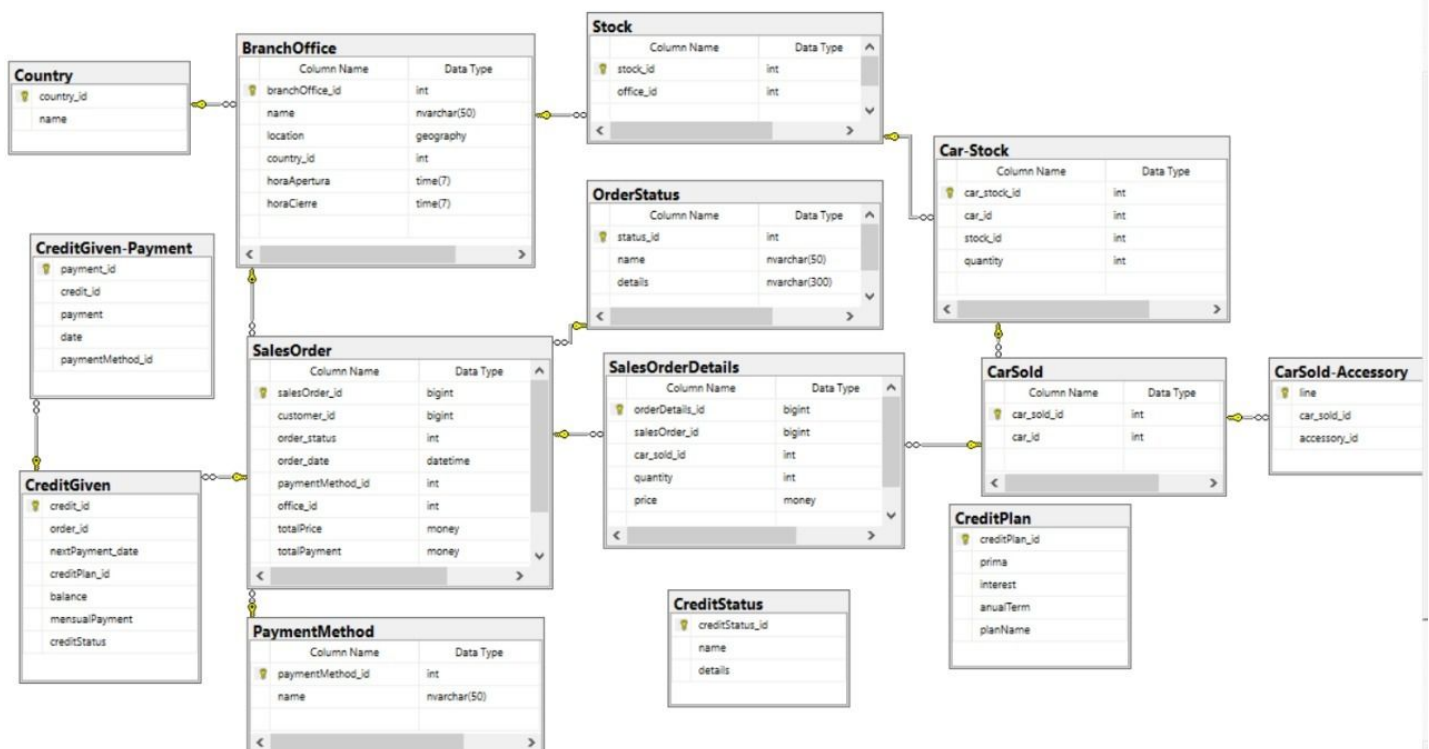 Country
country_id
name
BranchOffice
Column Name Data Type
branchOffice_id int
name nvarchar(50)
location geography
country_id int
horaApertura time(7)
horaCierre time(7)
Stock
Column Name Data Type
stock_id int
office_id int
Car-Stock
Column Name Data Type
car_stock_id int
car_id int
stock_id int
quantity int
OrderStatus
Column Name Data Type
status_id int
name nvarchar(50)
details nvarchar(300)
CreditGiven-Payment
payment_id
credit_id
payment
date
paymentMethod_id
SalesOrder
Column Name Data Type
salesOrder_id bigint
customer_id bigint
order_status int
order_date datetime
paymentMethod_id int
office_id int
totalPrice money
totalPayment money
SalesOrderDetails
Column Name Data Type
orderDetails_id bigint
salesOrder_id bigint
car_sold_id int
quantity int
price money
CarSold
Column Name Data Type
car_sold_id int
car_id int
CarSold-Accessory
line
car_sold_id
accessory_id
CreditGiven
credit_id
order_id
nextPayment_date
creditPlan_id
balance
mensualPayment
creditStatus
CreditPlan
creditPlan_id
prima
interest
anualTerm
planName
CreditStatus
creditStatus_id
name
details
PaymentMethod
Column Name Data Type
paymentMethod_id int
name nvarchar(50)